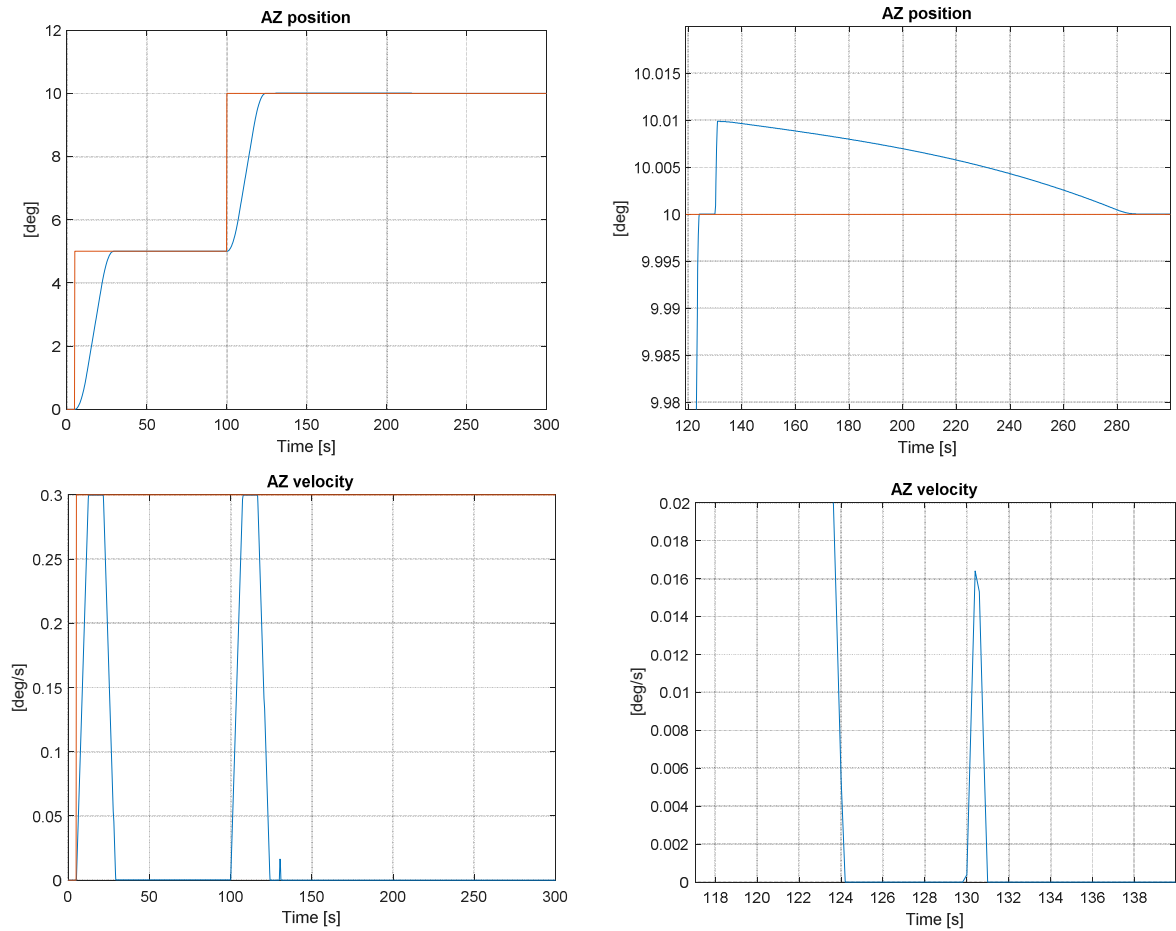 AZ position
12
10
8
6
4
2
0
[deg]
0 50 100 150 200 250 300
Time [s]
AZ position
10.015
10.01
10.005
10
9.995
9.99
9.985
9.98
[deg]
120 140 160 180 200 220 240 260 280
Time [s]
AZ velocity
0.3
0.25
0.2
0.15
0.1
0.05
0
[deg/s]
0 50 100 150 200 250 300
Time [s]
AZ velocity
0.02
0.018
0.016
0.014
0.012
0.01
0.008
0.006
0.004
0.002
0
[deg/s]
118 120 122 124 126 128 130 132 134 136 138
Time [s]